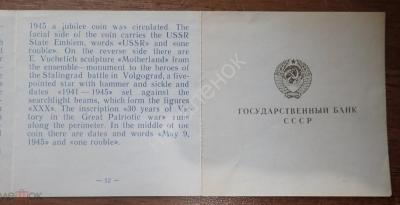 1945 a jubilee coin was circulated. The
facial side of the coin carries the USSR
State Emblem, words «USSR» and «one
rouble». On the reverse side there are
E. Vuchetich sculpture «Motherland» from
the ensemble—monument to the heroes of
the Stalingrad battle in Volgograd, a five-
pointed star with hammer and sickle and
dates «1941—1945» set against the
searchlight beams, which form the figures
«XXX». The inscription «30 years of Vic-
tory in the Great Patriotic war» runs
along the perimeter. In the middle of the
coin there are dates and words «May 9,
1945» and «one rouble».
— 12 —
ГОСУДАРСТВЕННЫЙ БАНК
СССР